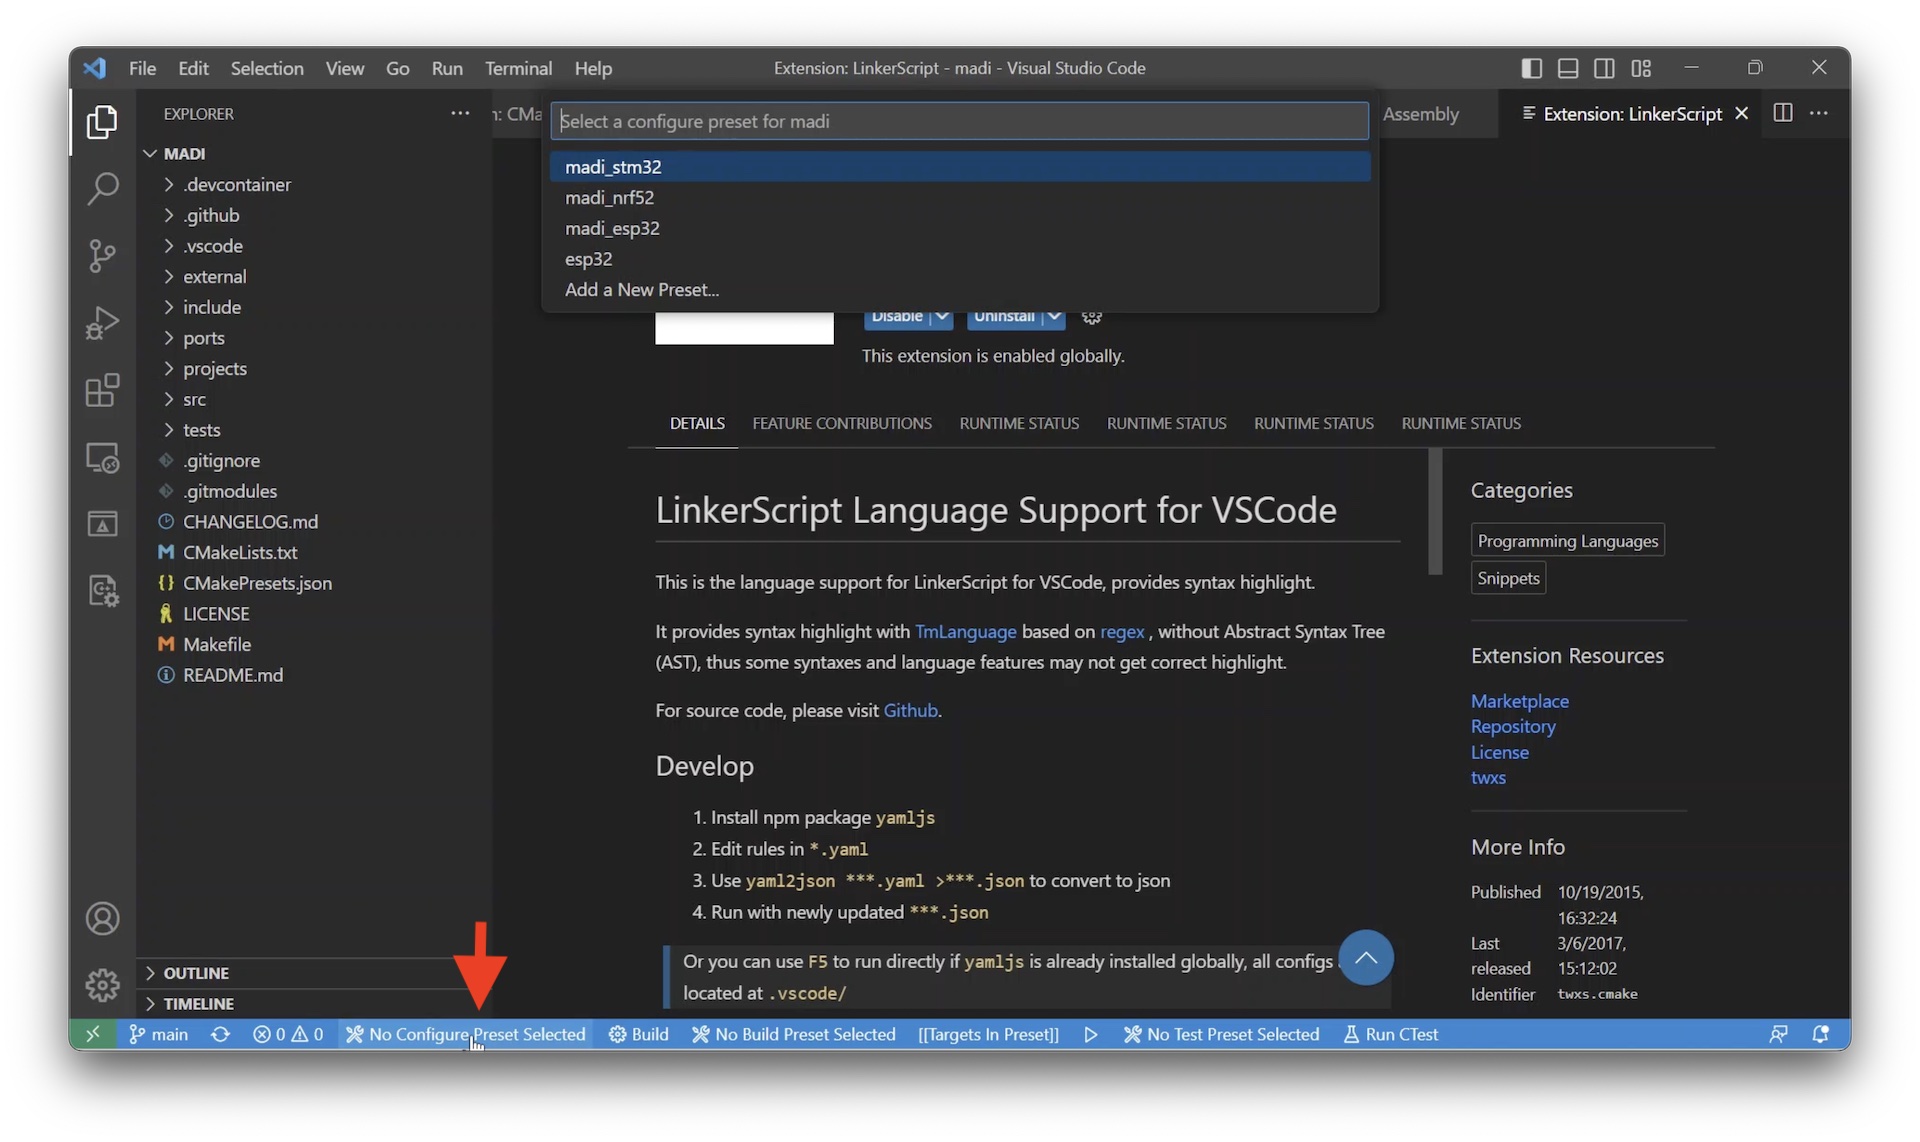 File Edit Selection View Go Run Terminal Help
Extension: LinkerScript - madi - Visual Studio Code
EXPLORER
n: CMa
Select a configure preset for madi
Assembly
Extension: LinkerScript
MADI
.devcontainer
.github
.vscode
external
include
ports
projects
src
tests
.gitignore
.gitmodules
CHANGELOG.md
CMakeLists.txt
CMakePresets.json
LICENSE
Makefile
README.md
OUTLINE
TIMELINE
madi_stm32
madi_nrf52
madi_esp32
esp32
Add a New Preset...
Disable
Uninstall
This extension is enabled globally.
DETAILS FEATURE CONTRIBUTIONS RUNTIME STATUS RUNTIME STATUS RUNTIME STATUS RUNTIME STATUS
LinkerScript Language Support for VSCode
This is the language support for LinkerScript for VSCode, provides syntax highlight.
It provides syntax highlight with TmLanguage based on regex , without Abstract Syntax Tree
(AST), thus some syntaxes and language features may not get correct highlight.
For source code, please visit Github.
Develop
1. Install npm package yamljs
2. Edit rules in *.yaml
3. Use yaml2json ***.yaml >***.json to convert to json
4. Run with newly updated ***.json
Or you can use F5 to run directly if yamljs is already installed globally, all configs
located at .vscode/
Categories
Programming Languages
Snippets
Extension Resources
Marketplace
Repository
License
twxs
More Info
Published 10/19/2015,
16:32:24
Last 3/6/2017,
released 15:12:02
Identifier twxs.cmake
main 0 0 No Configure Preset Selected Build No Build Preset Selected [[Targets In Preset]] No Test Preset Selected Run CTest